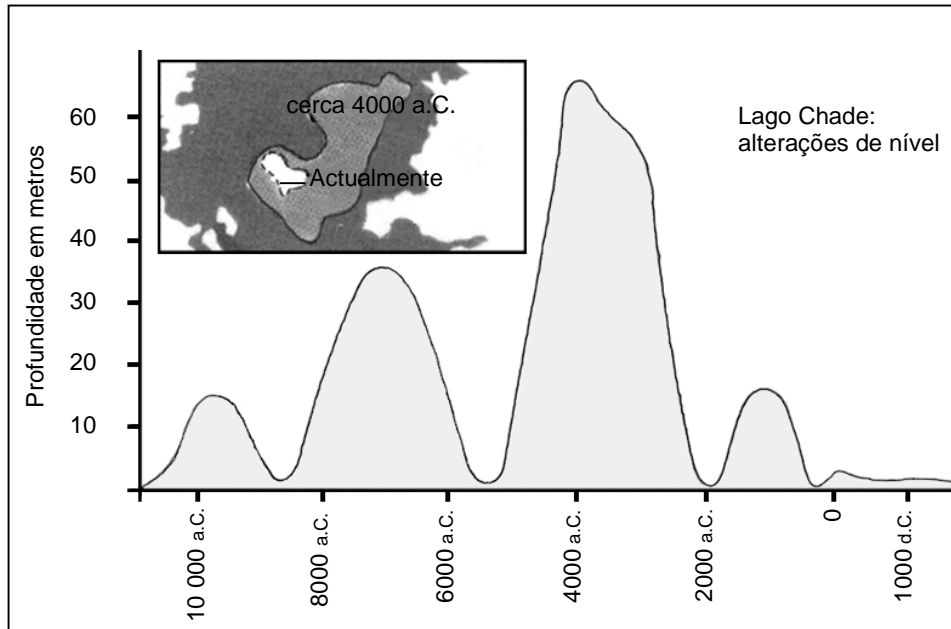 cerca 4000 a.C.
Actualmente
Lago Chade:
alterações de nível
Profundidade em metros
60
50
60
40
30
20
10
10 000 a.C.
8000 a.C.
6000 a.C.
4000 a.C.
2000 a.C.
0
1000 d.C.